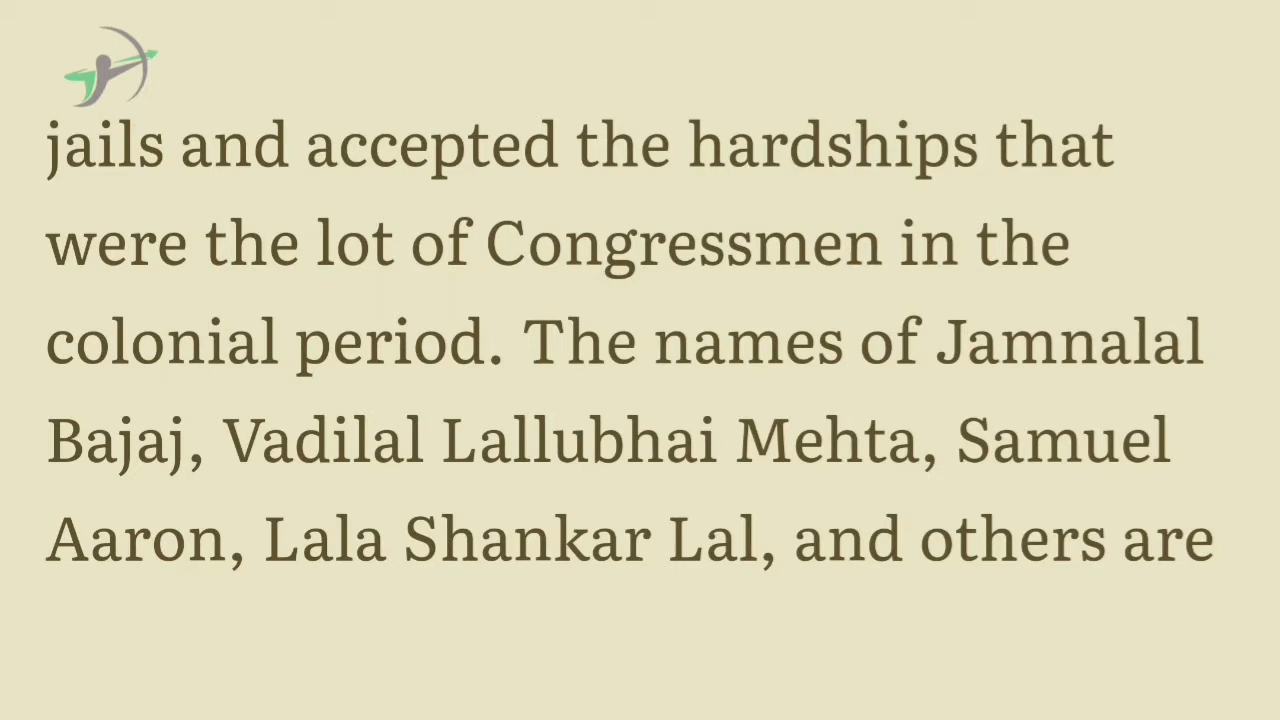 jails and accepted the hardships that
were the lot of Congressmen in the
colonial period. The names of Jamnalal
Bajaj, Vadilal Lallubhai Mehta, Samuel
Aaron, Lala Shankar Lal, and others are